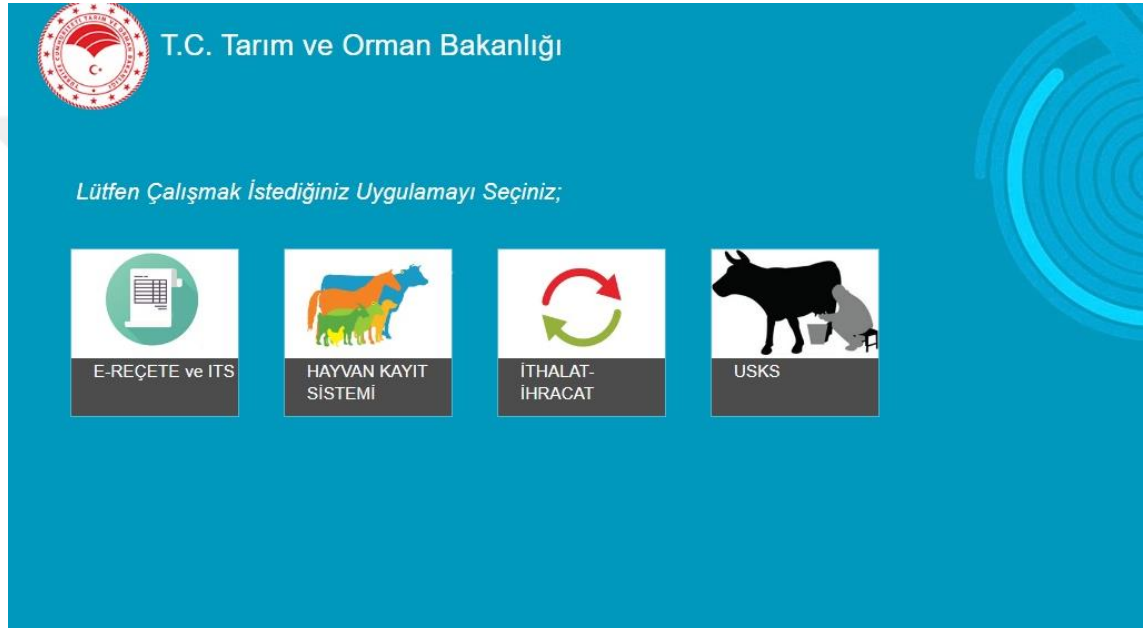 T.C. Tarım ve Orman Bakanlığı
Lütfen Çalışmak İstediğiniz Uygulamayı Seçiniz;
E-REÇETE ve ITS
HAYVAN KAYIT
SİSTEMİ
İTHALAT-
İHRACAT
USKS